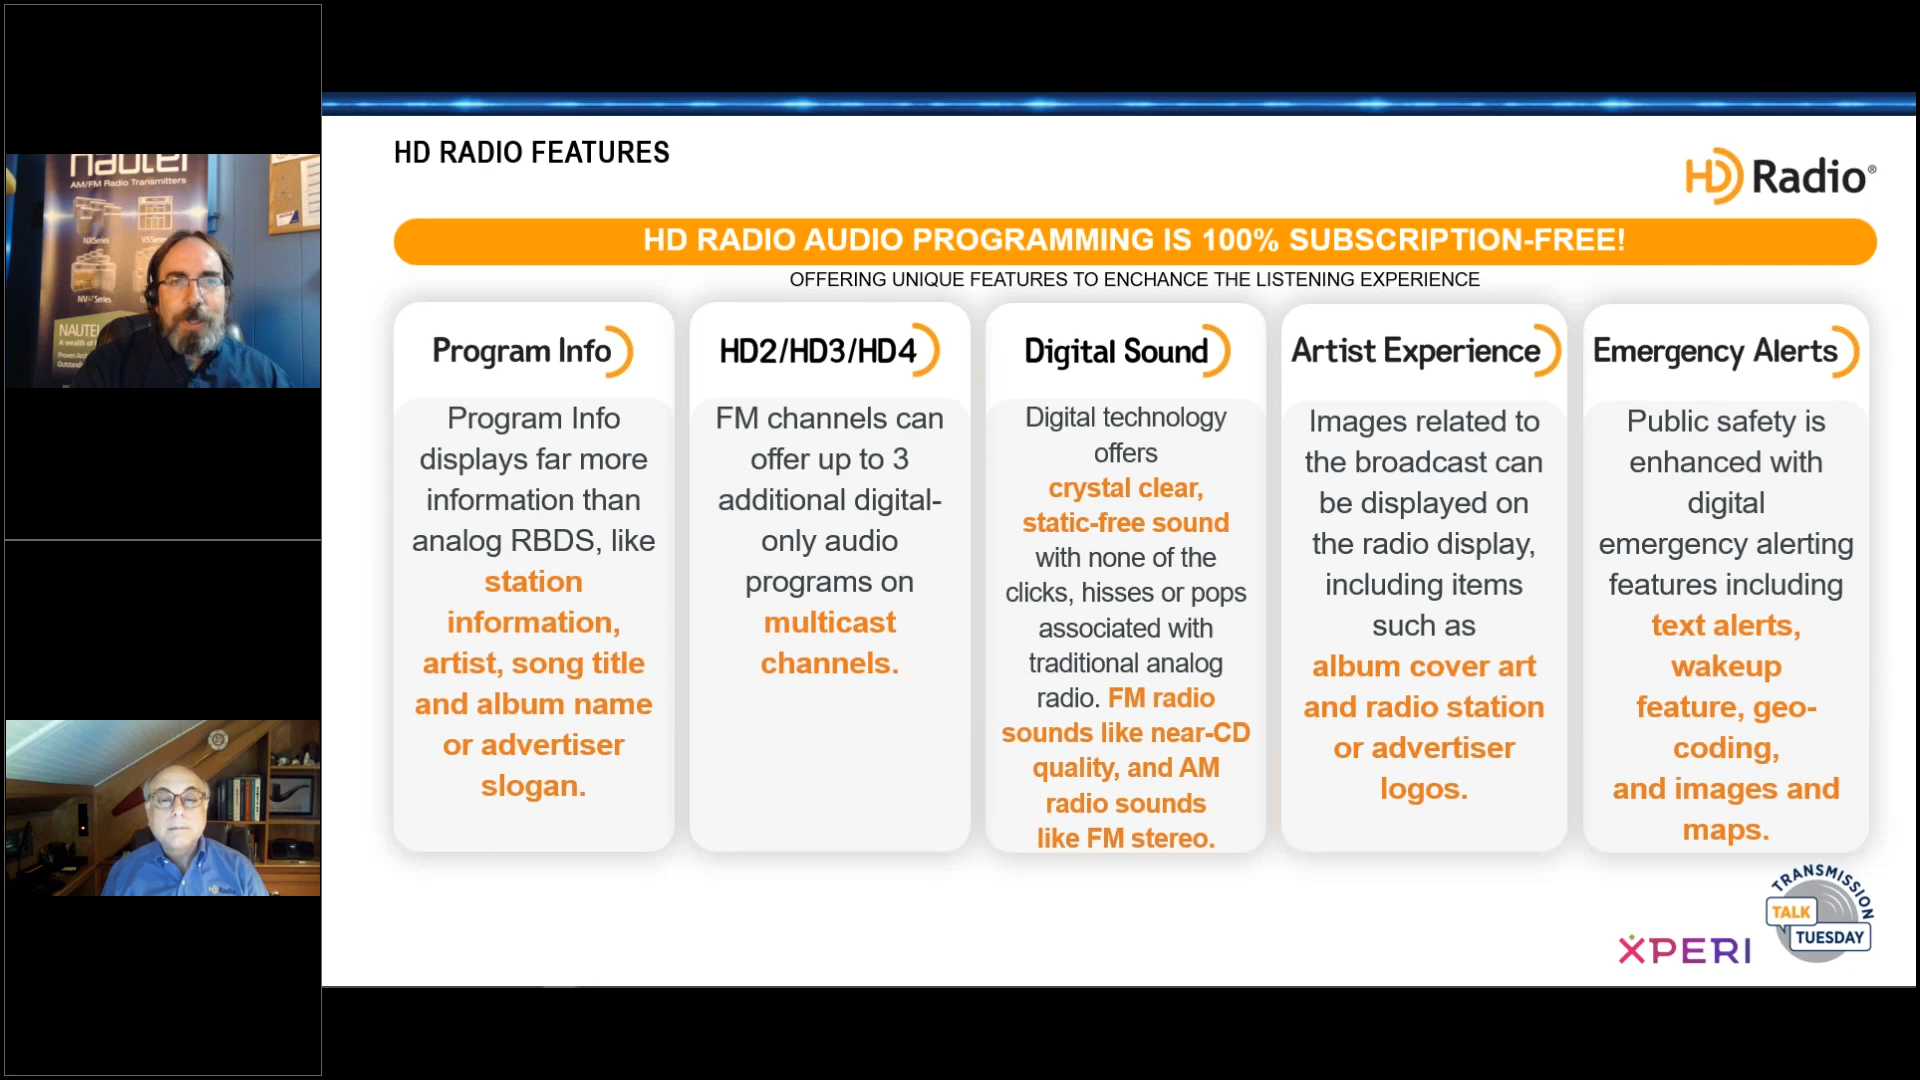 nautel
AM/FM Radio Transmitters
NXSeries
VSSeries
NVLT Series
NAUTEL
A wealth of
HD Radio
HD RADIO FEATURES
HD Radio®
HD RADIO AUDIO PROGRAMMING IS 100% SUBSCRIPTION-FREE!
OFFERING UNIQUE FEATURES TO ENCHANCE THE LISTENING EXPERIENCE
Program Info
Program Info
displays far more
information than
analog RBDS, like
station
information,
artist, song title
and album name
or advertiser
slogan.
HD2/HD3/HD4
FM channels can
offer up to 3
additional digital-
only audio
programs on
multicast
channels.
Digital Sound
Digital technology
offers
crystal clear,
static-free sound
with none of the
clicks, hisses or pops
associated with
traditional analog
radio. FM radio
sounds like near-CD
quality, and AM
radio sounds
like FM stereo.
Artist Experience
Images related to
the broadcast can
be displayed on
the radio display,
including items
such as
album cover art
and radio station
or advertiser
logos.
Emergency Alerts
Public safety is
enhanced with
digital
emergency alerting
features including
text alerts,
wakeup
feature, geo-
coding,
and images and
maps.
XPERI
TRANSMISSION
TALK
TUESDAY